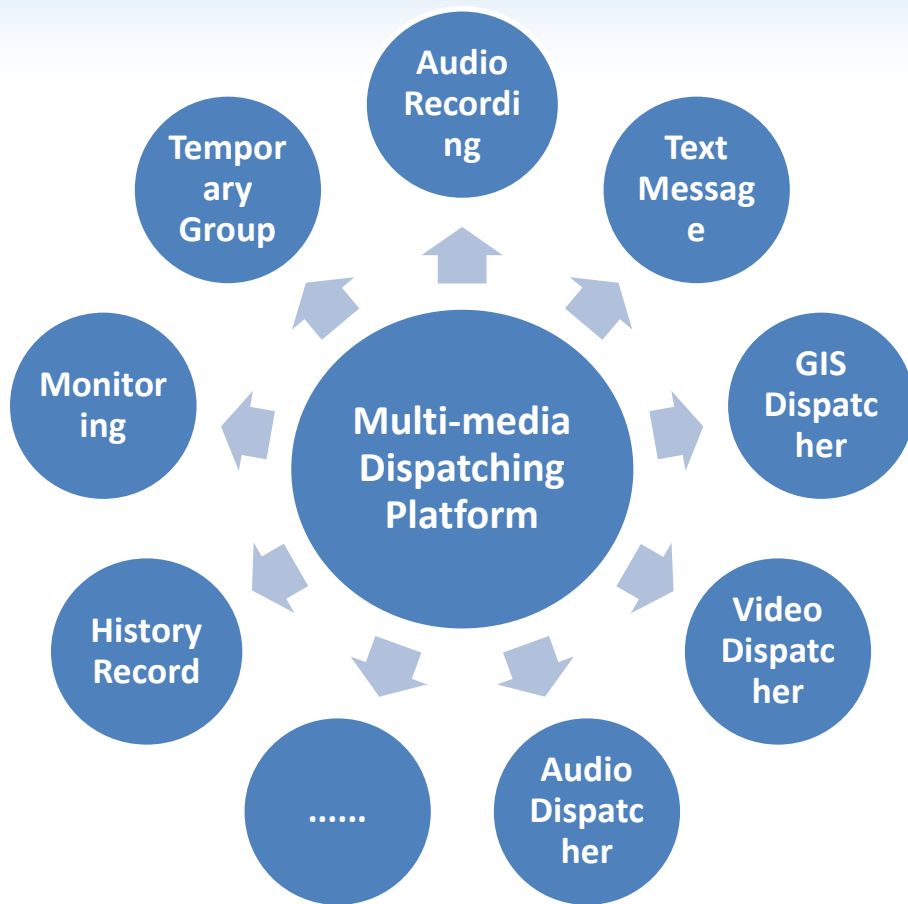 Audio
Recordi
ng
Text
Messag
e
GIS
Dispatc
her
Video
Dispatc
her
Audio
Dispatc
her
......
History
Record
Monitor
ing
Tempor
ary
Group
Multi-media
Dispatching
Platform